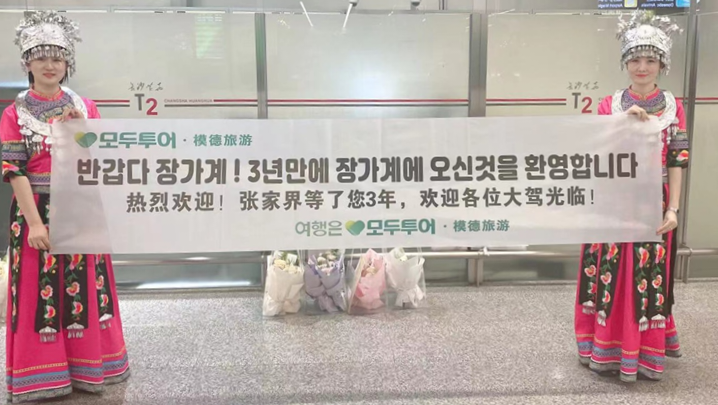 모두투어 · 模德旅游
반갑다 장가계 ! 3년만에 장가계에 오신것을 환영합니다
热烈欢迎！张家界等了您3年，欢迎各位大驾光临！
여행은 모두투어 · 模德旅游
T2
T2